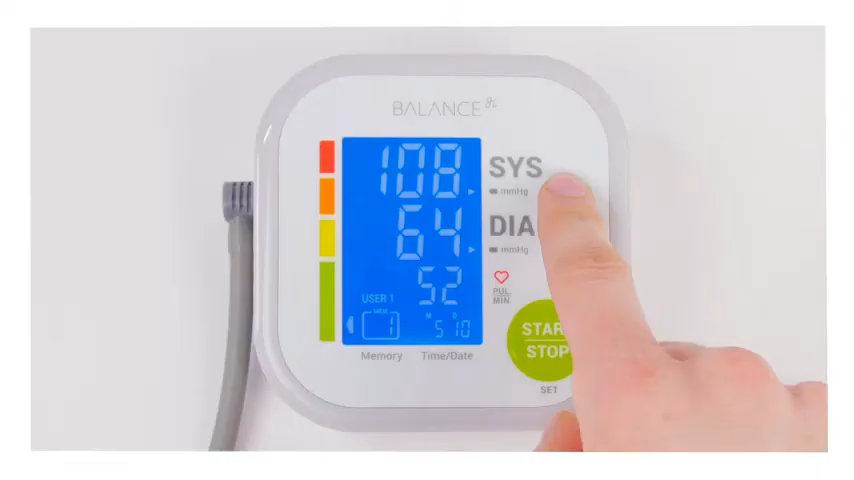 BALANCE
108
SYS
mmHg
64
DIA
mmHg
52
PUL
MIN
USER 1
MEM
1
M D
5 10
START
STOP
Memory Time/Date
SET